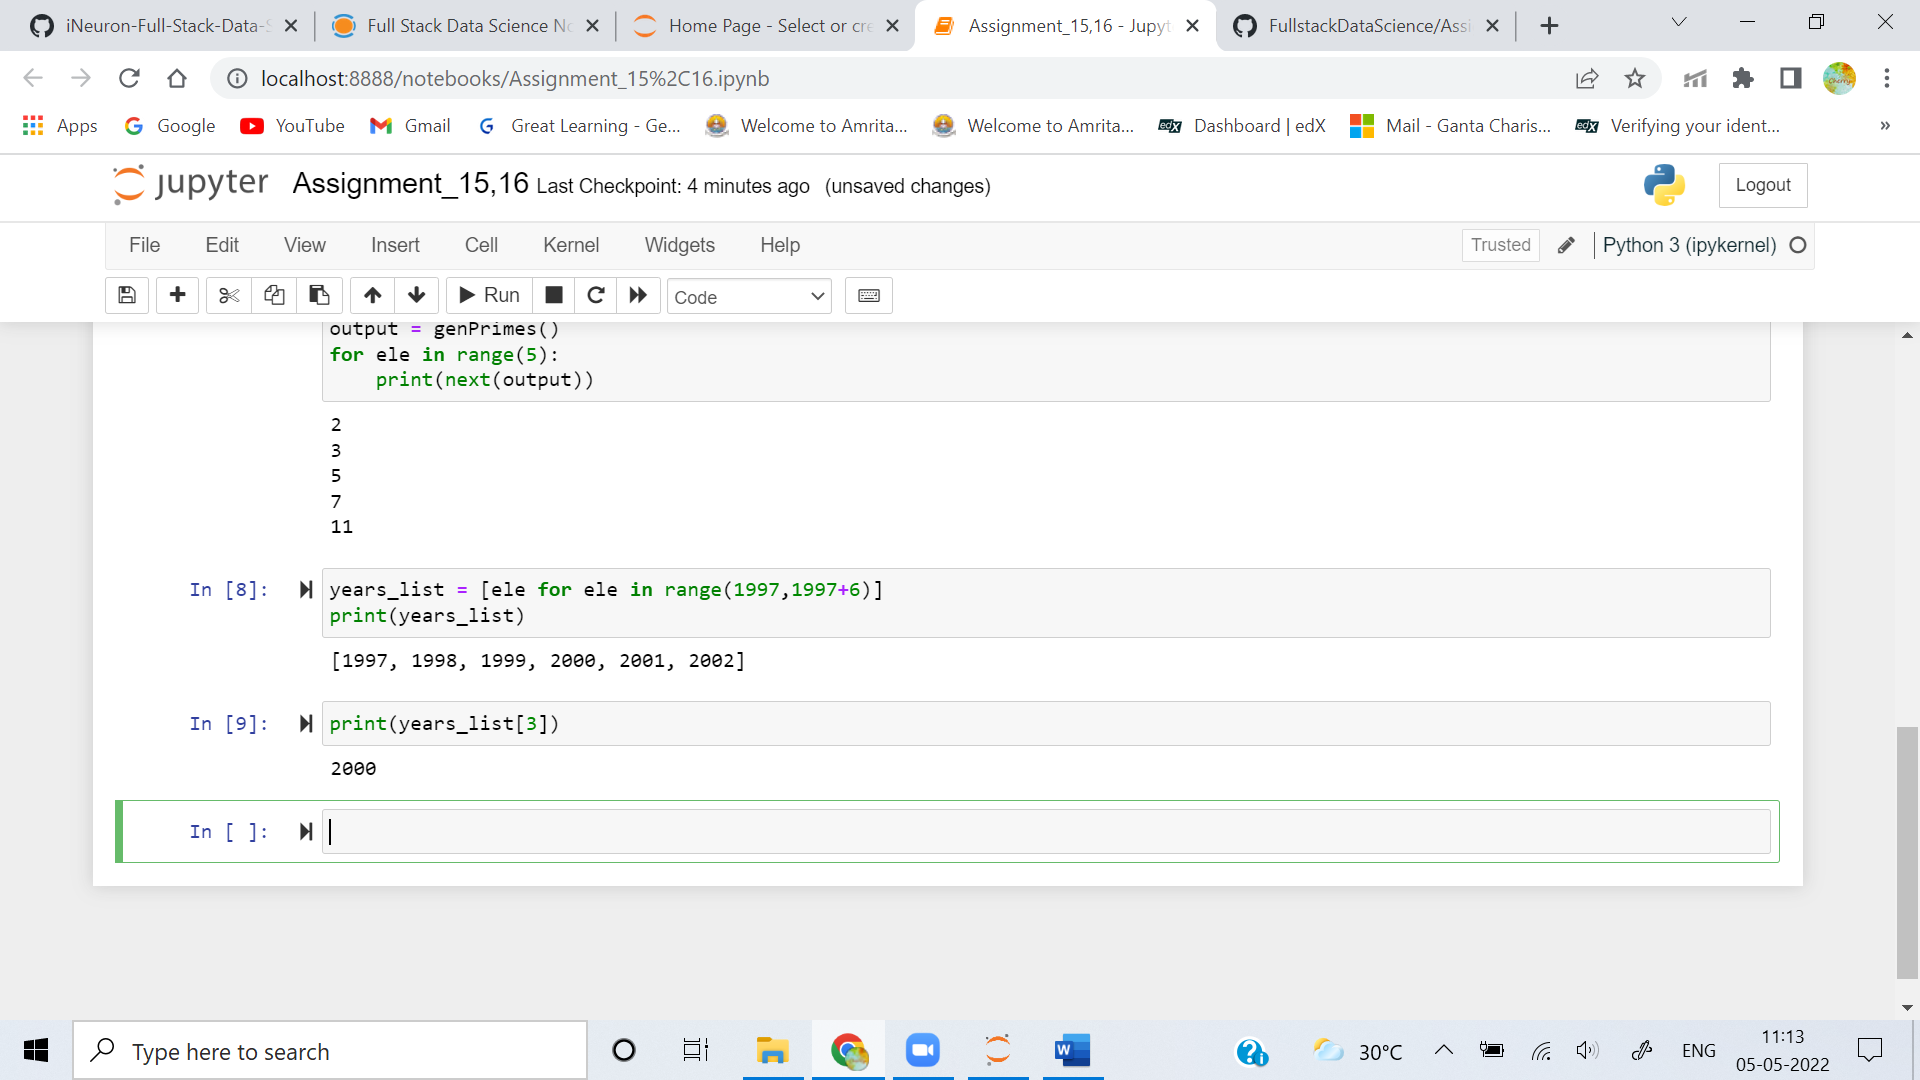 iNeuron-Full-Stack-Data-S
Full Stack Data Science No
Home Page - Select or cre
Assignment_15,16 - Jupyt
FullstackDataScience/Assi
localhost:8888/notebooks/Assignment_15%2C16.ipynb
Apps
Google
YouTube
Gmail
Great Learning - Ge...
Welcome to Amrita...
Welcome to Amrita...
Dashboard | edX
Mail - Ganta Charis...
Verifying your ident...
»
jupyter Assignment_15,16 Last Checkpoint: 4 minutes ago (unsaved changes)
Logout
File Edit View Insert Cell Kernel Widgets Help
Trusted
Python 3 (ipykernel)
Run
Code
output = genPrimes()
for ele in range(5):
    print(next(output))
2
3
5
7
11
In [8]:
years_list = [ele for ele in range(1997,1997+6)]
print(years_list)
[1997, 1998, 1999, 2000, 2001, 2002]
In [9]:
print(years_list[3])
2000
In [ ]:
Type here to search
30°C
ENG
11:13
05-05-2022